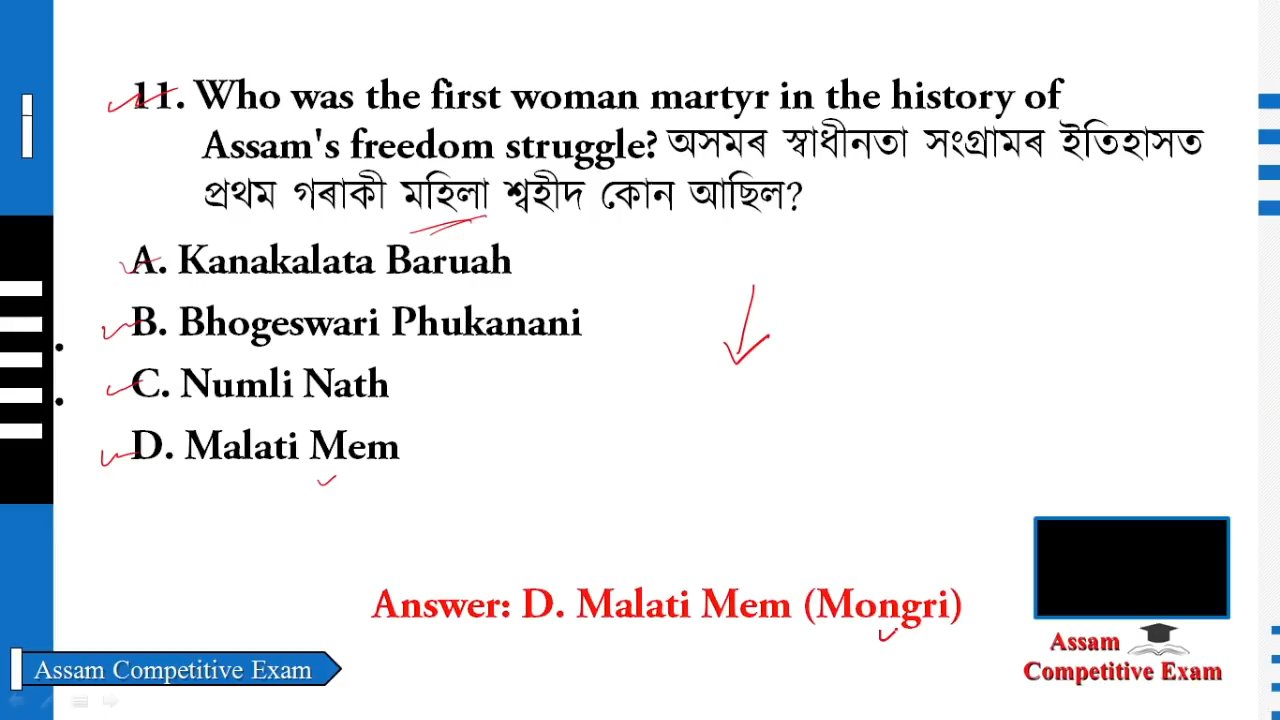 11. Who was the first woman martyr in the history of
Assam's freedom struggle? অসমৰ স্বাধীনতা সংগ্ৰামৰ ইতিহাসত
প্ৰথম গৰাকী মহিলা শ্বহীদ কোন আছিল?
A. Kanakalata Baruah
B. Bhogeswari Phukanani
C. Numli Nath
D. Malati Mem
Answer: D. Malati Mem (Mongri)
Assam
Competitive Exam
Assam Competitive Exam